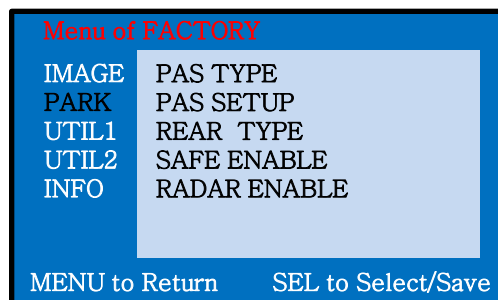 Menu of FACTORY
IMAGE PAS TYPE
PARK PAS SETUP
UTIL1 REAR TYPE
UTIL2 SAFE ENABLE
INFO RADAR ENABLE
MENU to Return SEL to Select/Save